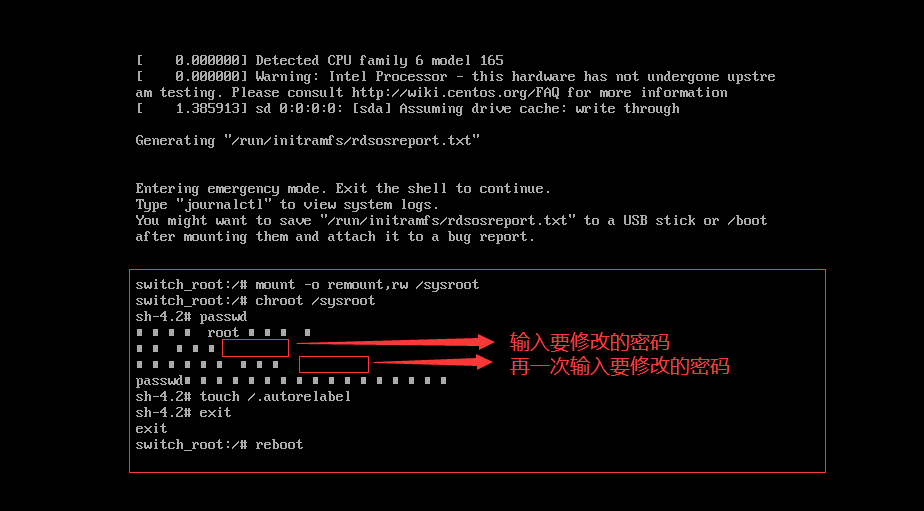 [    0.000000] Detected CPU family 6 model 165
[    0.000000] Warning: Intel Processor - this hardware has not undergone upstre
am testing. Please consult http://wiki.centos.org/FAQ for more information
[    1.385913] sd 0:0:0:0: [sda] Assuming drive cache: write through
Generating "/run/initramfs/rdsosreport.txt"
Entering emergency mode. Exit the shell to continue.
Type "journalctl" to view system logs.
You might want to save "/run/initramfs/rdsosreport.txt" to a USB stick or /boot
after mounting them and attach it to a bug report.
switch_root:/# mount -o remount,rw /sysroot
switch_root:/# chroot /sysroot
sh-4.2# passwd
root
输入要修改的密码
再一次输入要修改的密码
passwd
sh-4.2# touch /.autorelabel
sh-4.2# exit
exit
switch_root:/# reboot